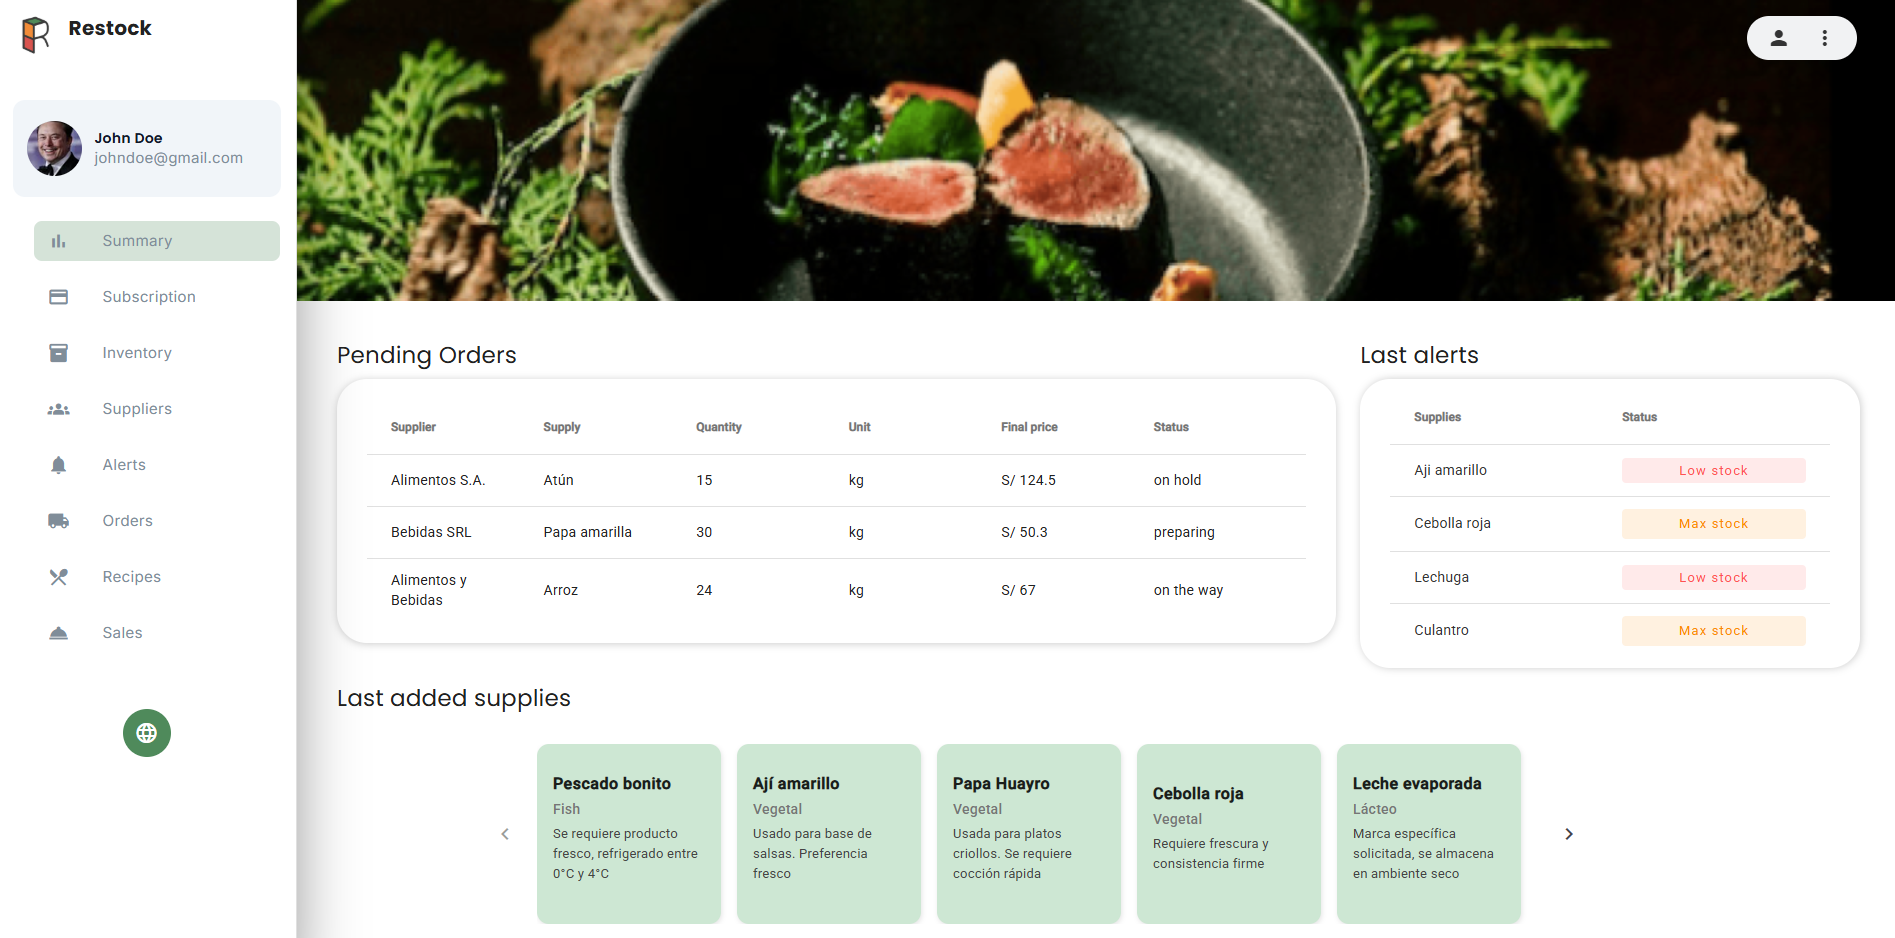 Restock
John Doe
johndoe@gmail.com
Summary
Subscription
Inventory
Suppliers
Alerts
Orders
Recipes
Sales
Pending Orders
Supplier Supply Quantity Unit Final price Status
Alimentos S.A. Atún 15 kg S/ 124.5 on hold
Bebidas SRL Papa amarilla 30 kg S/ 50.3 preparing
Alimentos y
Bebidas Arroz 24 kg S/ 67 on the way
Last alerts
Supplies Status
Aji amarillo Low stock
Cebolla roja Max stock
Lechuga Low stock
Culantro Max stock
Last added supplies
Pescado bonito
Fish
Se requiere producto
fresco, refrigerado entre
0°C y 4°C
Ají amarillo
Vegetal
Usado para base de
salsas. Preferencia
fresco
Papa Huayro
Vegetal
Usada para platos
criollos. Se requiere
cocción rápida
Cebolla roja
Vegetal
Requiere frescura y
consistencia firme
Leche evaporada
Lácteo
Marca específica
solicitada, se almacena
en ambiente seco